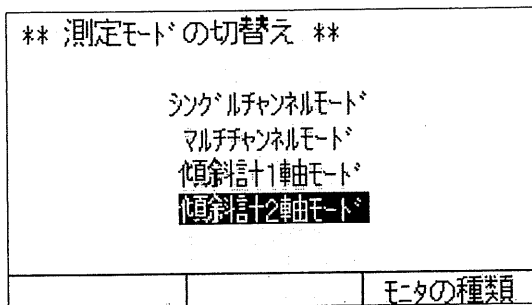 ** 測定ﾓｰﾄﾞの切替え **
ｼﾝｸﾞﾙﾁｬﾝﾈﾙﾓｰﾄﾞ
ﾏﾙﾁﾁｬﾝﾈﾙﾓｰﾄﾞ
傾斜計1軸ﾓｰﾄﾞ
傾斜計2軸ﾓｰﾄﾞ
ﾓﾆﾀの種類